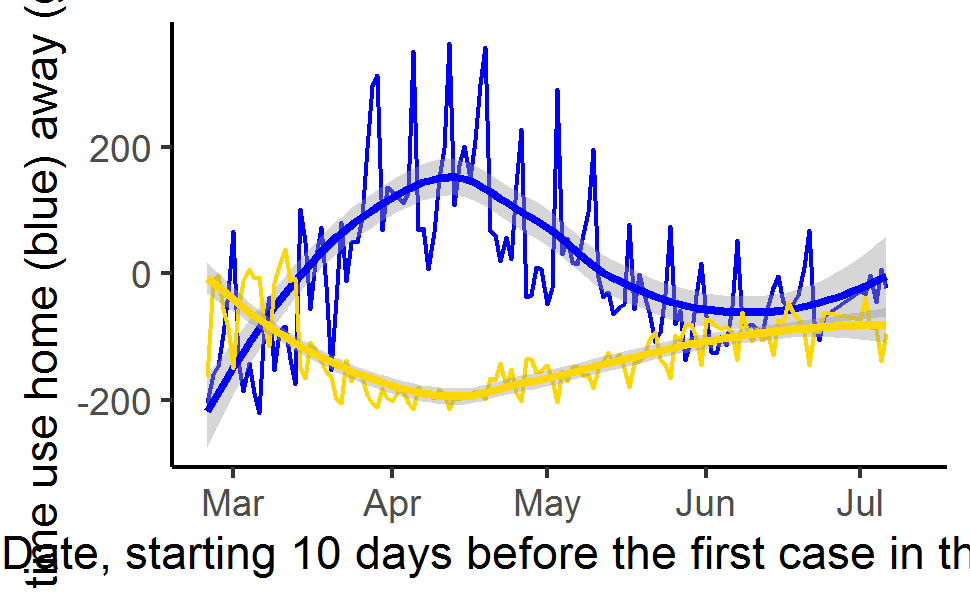 time use home (blue) away (
200
0
-200
Mar Apr May Jun Jul
Date, starting 10 days before the first case in th